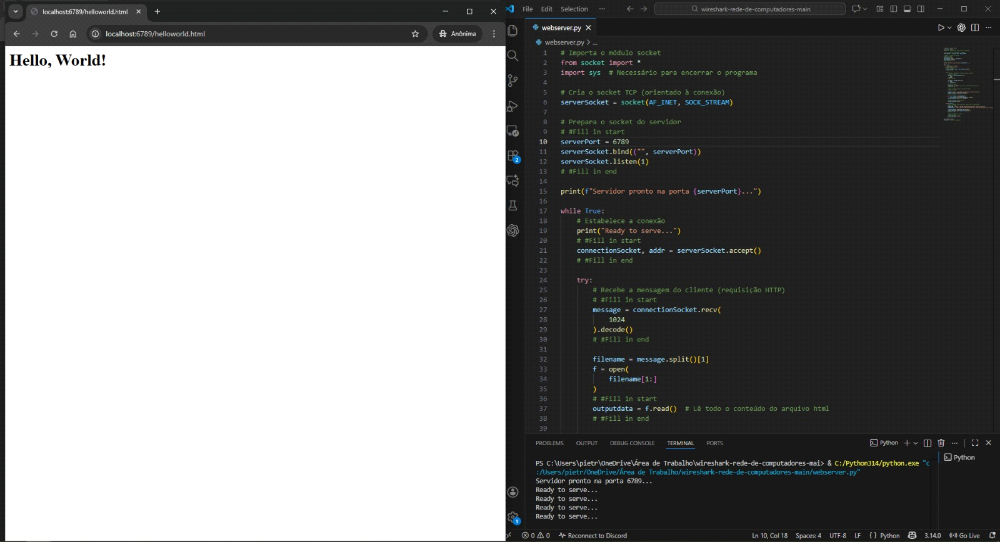 localhost:6789/helloworld.html
localhost:6789/helloworld.html
Anônima
Hello, World!
File Edit Selection ···
wireshark-rede-de-computadores-main
webserver.py
webserver.py > ...
1 # Importa o módulo socket
2 from socket import *
3 import sys  # Necessário para encerrar o programa
4
5 # Cria o socket TCP (orientado à conexão)
6 serverSocket = socket(AF_INET, SOCK_STREAM)
7
8 # Prepara o socket do servidor
9 # #Fill in start
10 serverPort = 6789
11 serverSocket.bind(("", serverPort))
12 serverSocket.listen(1)
13 # #Fill in end
14
15 print(f"Servidor pronto na porta {serverPort}...")
16
17 while True:
18     # Estabelece a conexão
19     print("Ready to serve...")
20     # #Fill in start
21     connectionSocket, addr = serverSocket.accept()
22     # #Fill in end
23
24     try:
25         # Recebe a mensagem do cliente (requisição HTTP)
26         # #Fill in start
27         message = connectionSocket.recv(
28             1024
29         ).decode()
30         # #Fill in end
31
32         filename = message.split()[1]
33         f = open(
34             filename[1:]
35         )
36         # #Fill in start
37         outputdata = f.read()  # Lê todo o conteúdo do arquivo html
38         # #Fill in end
39
2
1
PROBLEMS OUTPUT DEBUG CONSOLE TERMINAL PORTS
Python
PS C:\Users\pietr\OneDrive\Área de Trabalho\wireshark-rede-de-computadores-mai> & C:/Python314/python.exe "c
:/Users/pietr/OneDrive/Área de Trabalho/wireshark-rede-de-computadores-main/webserver.py"
Servidor pronto na porta 6789...
Ready to serve...
Ready to serve...
Ready to serve...
Ready to serve...
Python
0 0 Reconnect to Discord
Ln 10, Col 18 Spaces: 4 UTF-8 LF { } Python 3.14.0 Go Live